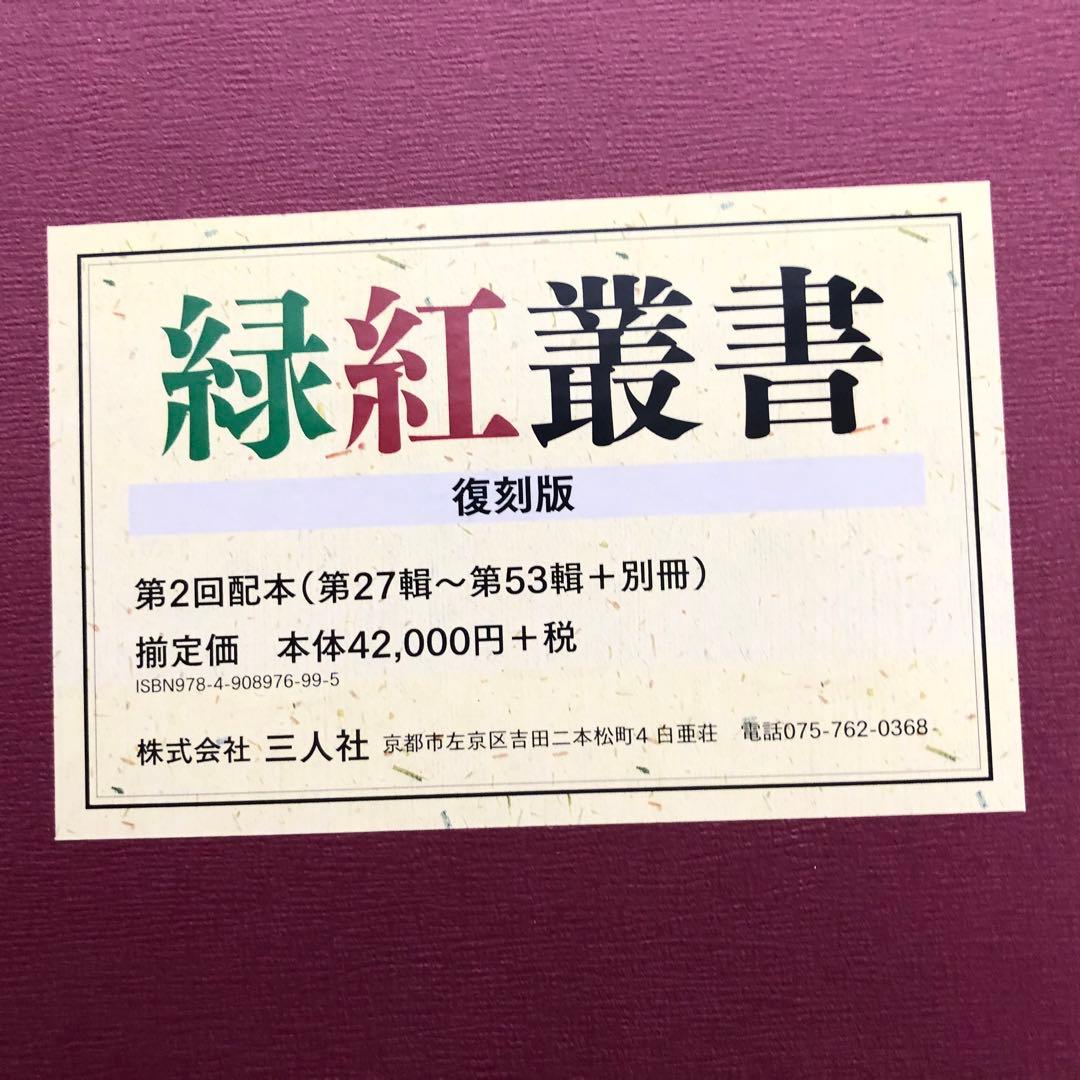 緑紅叢書
復刻版
第2回配本（第27輯～第53輯＋別冊）
揃定価　本体42,000円＋税
ISBN978-4-908976-99-5
株式会社 三人社 京都市左京区吉田二本松町4 白亜荘　電話075-762-0368